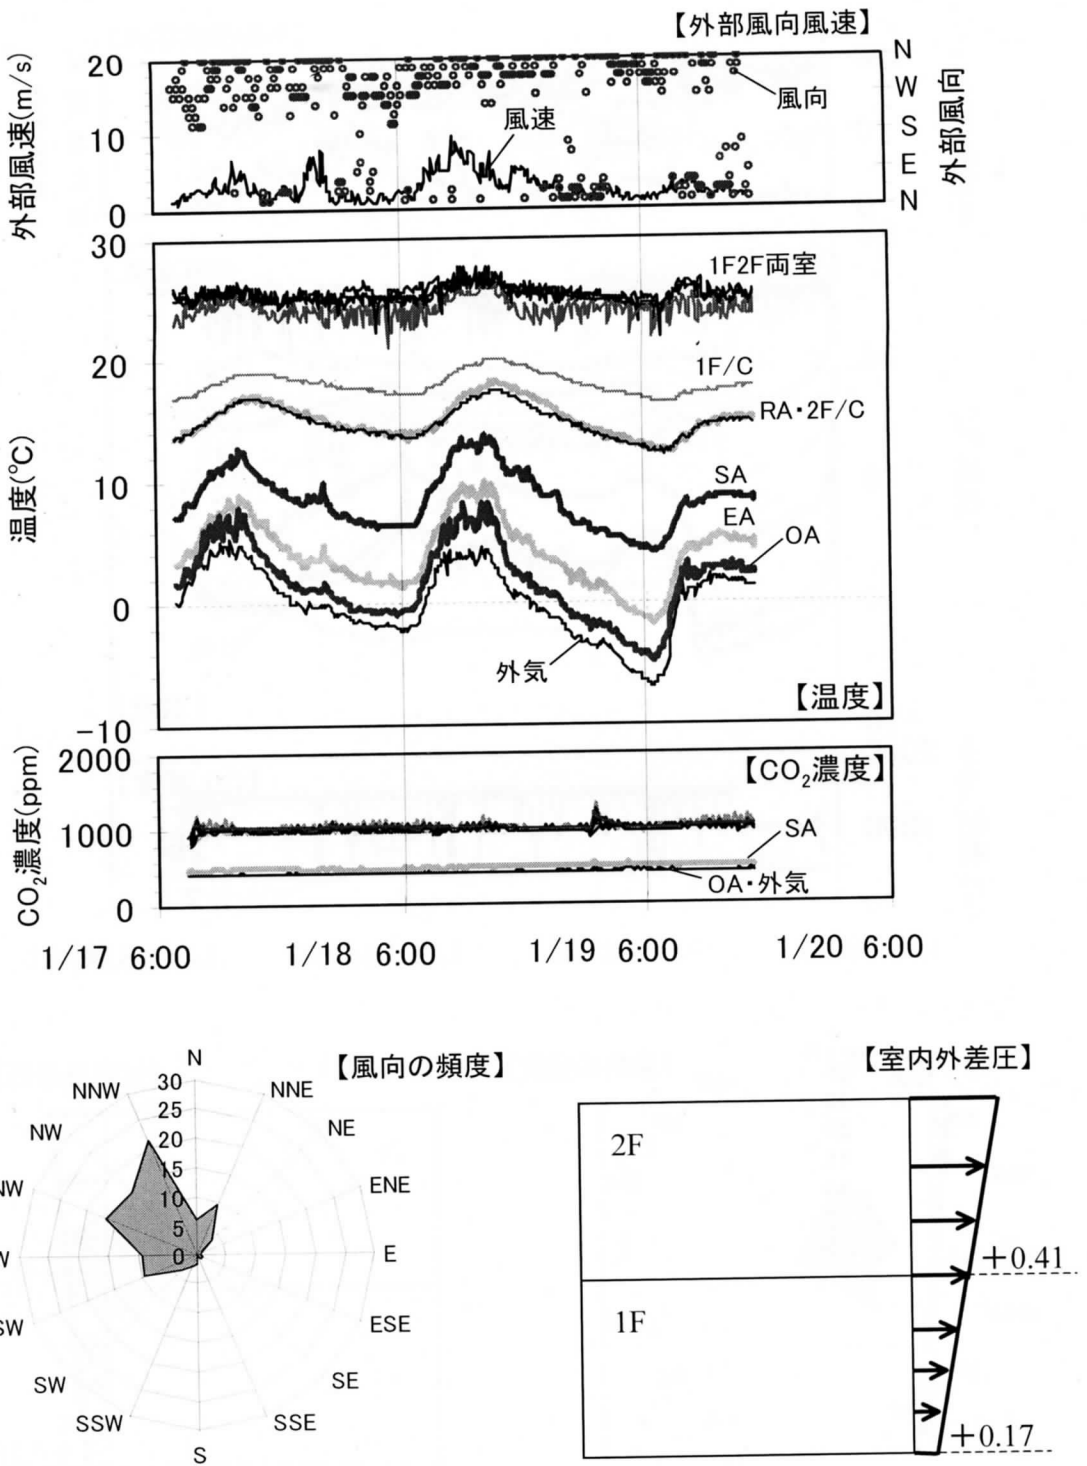 【外部風向風速】
外部風速(m/s)
20
10
0
風速
風向
N
W
S
E
N
外部風向
温度(℃)
30
20
10
0
-10
1F2F両室
1F/C
RA・2F/C
SA
EA
OA
外気
【温度】
CO₂濃度(ppm)
2000
1000
0
【CO₂濃度】
SA
OA・外気
1/17 6:00
1/18 6:00
1/19 6:00
1/20 6:00
【風向の頻度】
N
NNE
NE
ENE
E
ESE
SE
SSE
S
SSW
SW
SW
W
NW
NW
NNW
30
25
20
15
10
5
0
【室内外差圧】
2F
1F
+0.41
+0.17